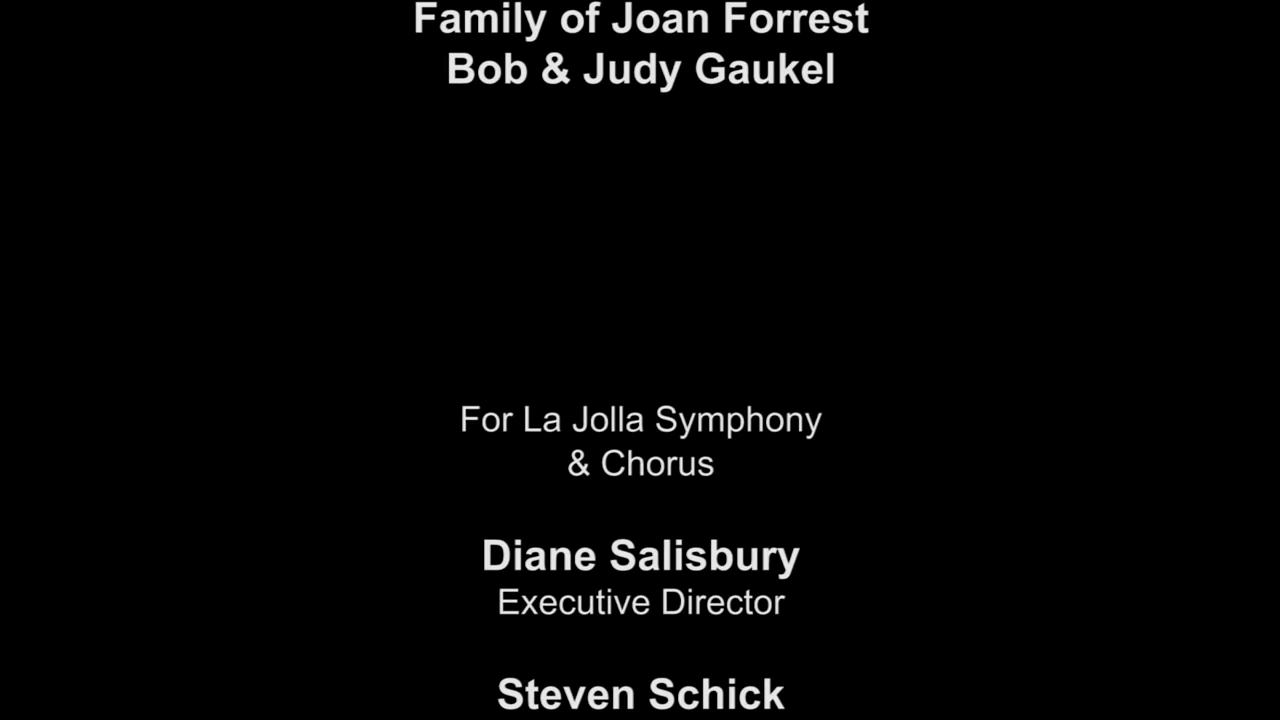 Family of Joan Forrest
Bob & Judy Gaukel
For La Jolla Symphony
& Chorus
Diane Salisbury
Executive Director
Steven Schick